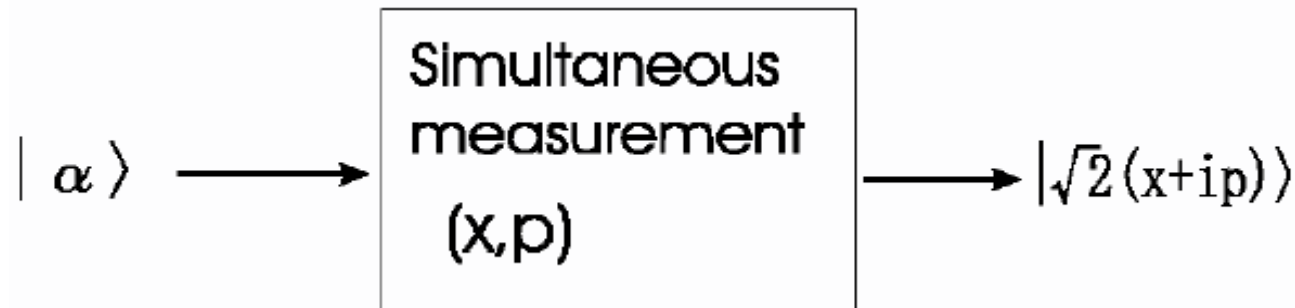 Simultaneous
measurement
| α ⟩
|√2(x+ip)⟩
(x,p)